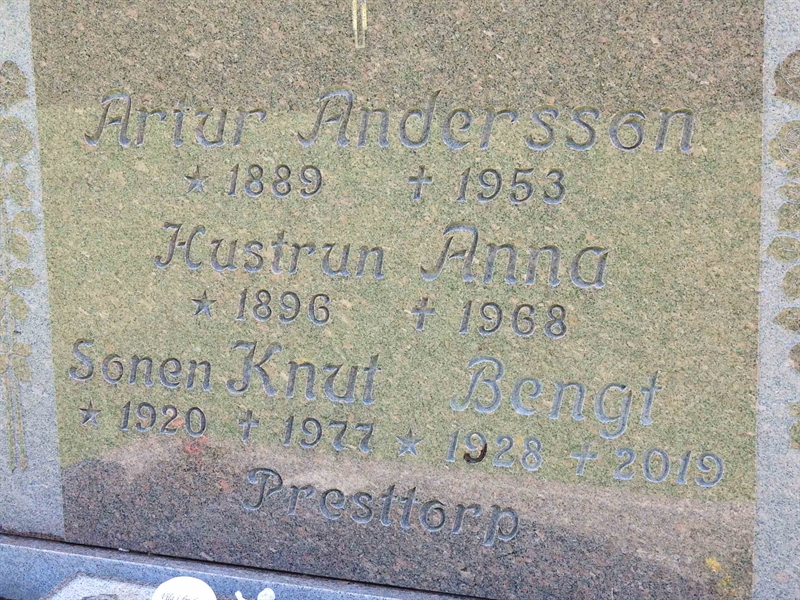 Artur Andersson
* 1889 † 1953
Hustrun Anna
* 1896 † 1968
Sonen Knut Bengt
* 1920 † 1977 * 1928 † 2019
Presttorp